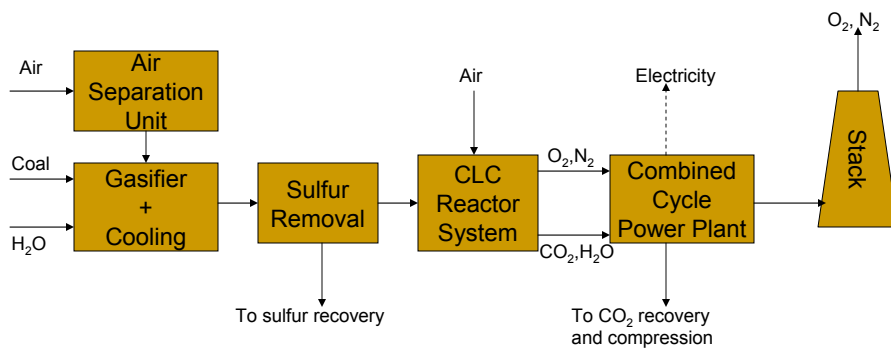 O₂, N₂
Air
Air
Separation
Unit
Air
Electricity
Coal
H₂O
Gasifier
+
Cooling
Sulfur
Removal
CLC
Reactor
System
O₂,N₂
CO₂,H₂O
Combined
Cycle
Power Plant
Stack
To sulfur recovery
To CO₂ recovery
and compression